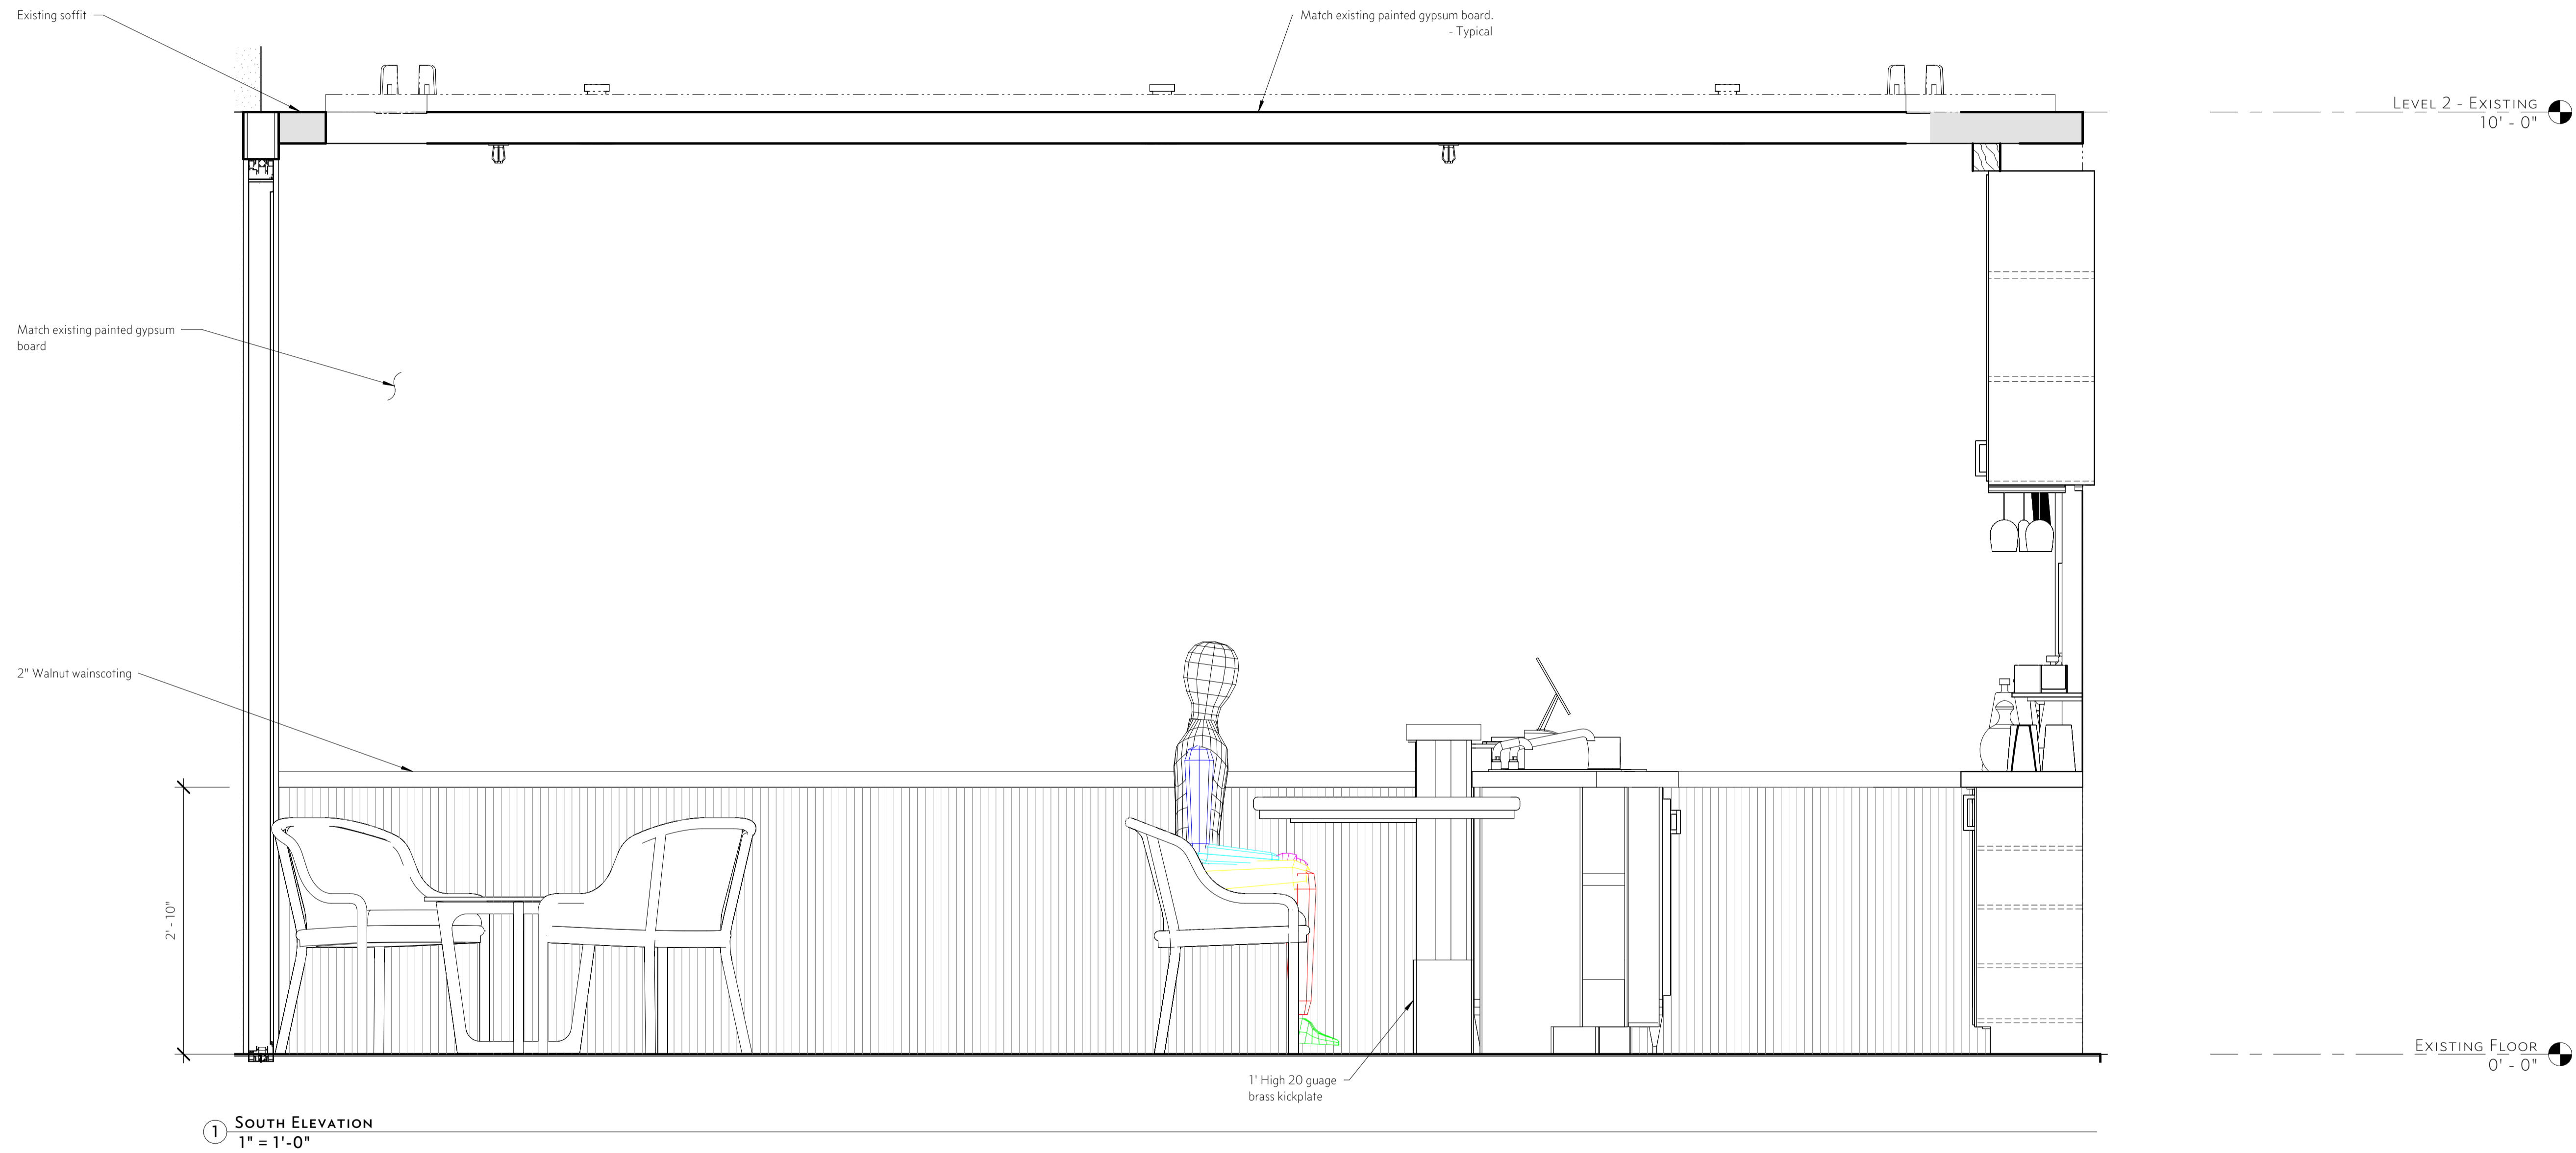 Existing soffit
Match existing painted gypsum board.
- Typical
LEVEL 2 - EXISTING
10' - 0"
Match existing painted gypsum
board
2" Walnut wainscoting
2' - 10"
EXISTING FLOOR
0' - 0"
1' High 20 guage
brass kickplate
1 SOUTH ELEVATION
1" = 1'-0"